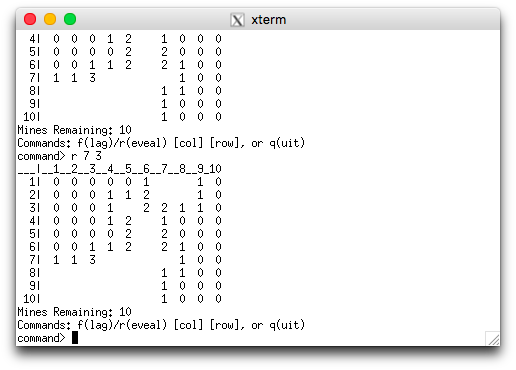 xterm
 4|  0  0  0  1  2     1  0  0  0
 5|  0  0  0  0  2     2  0  0  0
 6|  0  0  1  1  2     2  1  0  0
 7|  1  1  3              1  0  0
 8|                    1  1  0  0
 9|                    1  0  0  0
10|                    1  0  0  0
Mines Remaining: 10
Commands: f(lag)/r(eveal) [col] [row], or q(uit)
command> r 7 3
___|__1__2__3__4__5__6__7__8__9_10
 1|  0  0  0  0  0  1        1  0
 2|  0  0  0  1  1  2        1  0
 3|  0  0  0  1     2  2  1  1  0
 4|  0  0  0  1  2     1  0  0  0
 5|  0  0  0  0  2     2  0  0  0
 6|  0  0  1  1  2     2  1  0  0
 7|  1  1  3              1  0  0
 8|                    1  1  0  0
 9|                    1  0  0  0
10|                    1  0  0  0
Mines Remaining: 10
Commands: f(lag)/r(eveal) [col] [row], or q(uit)
command>